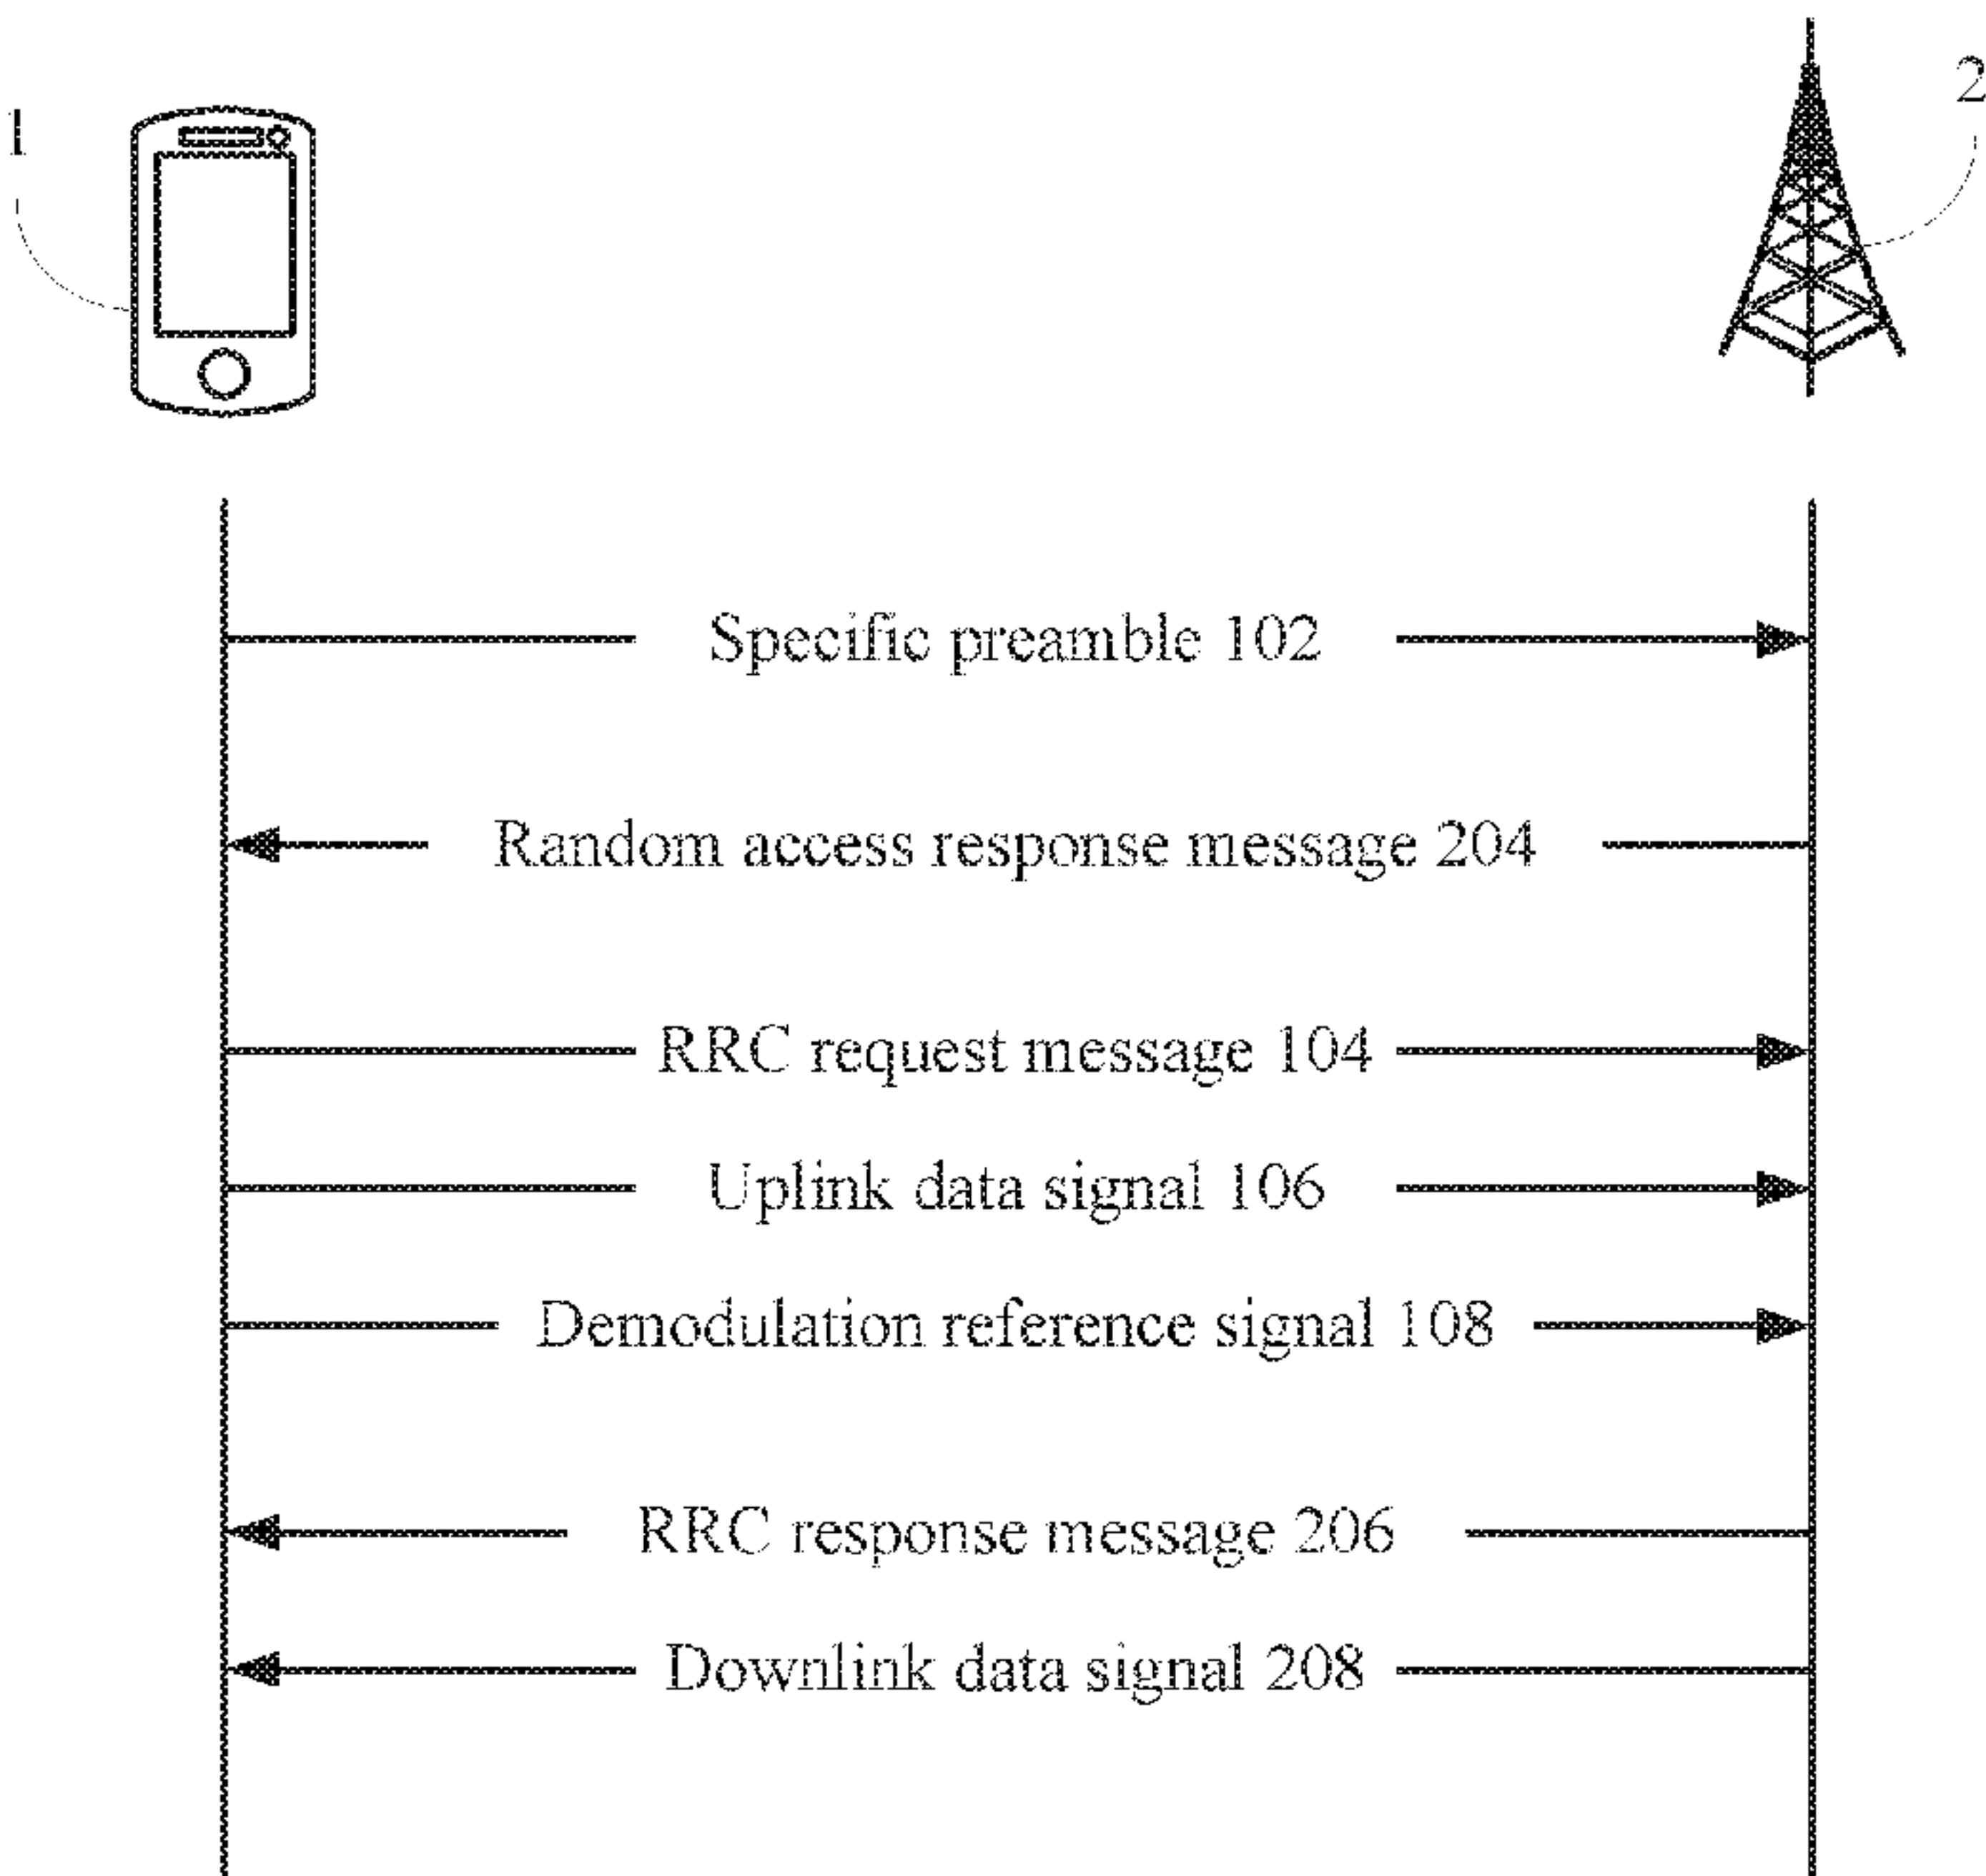 1
2
Specific preamble 102
Random access response message 204
RRC request message 104
Uplink data signal 106
Demodulation reference signal 108
RRC response message 206
Downlink data signal 208